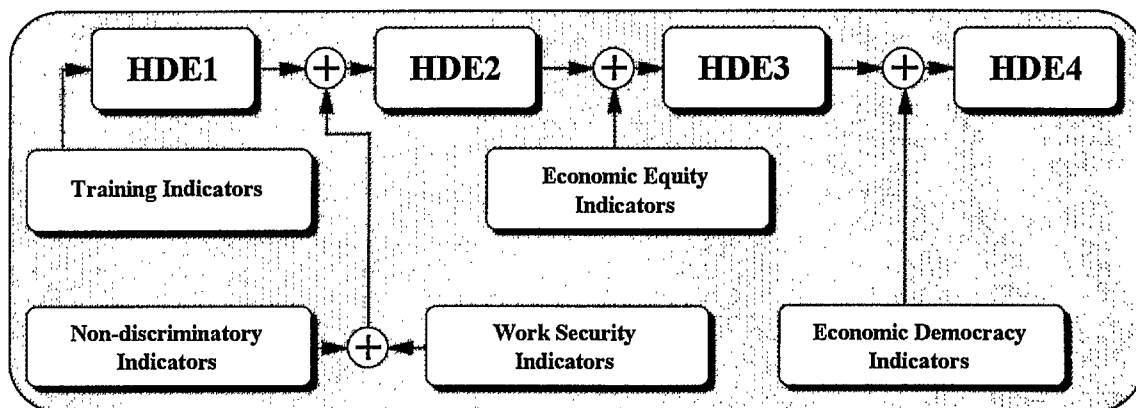 HDE1
HDE2
HDE3
HDE4
Training Indicators
Economic Equity
Indicators
Non-discriminatory
Indicators
Work Security
Indicators
Economic Democracy
Indicators